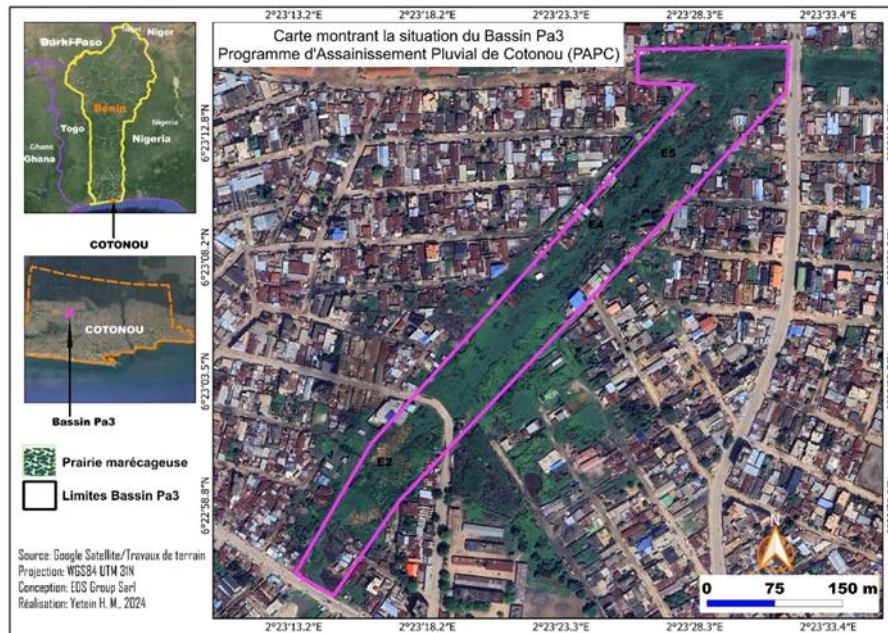 2°23'13.2"E 2°23'18.2"E 2°23'23.3"E 2°23'28.3"E 2°23'33.4"E
Carte montrant la situation du Bassin Pa3
Programme d'Assainissement Pluvial de Cotonou (PAPC)
Burki Faso
Niger
Bénin
Togo
Nigeria
Nigeria
Ghana
Ghana
COTONOU
COTONOU
Bassin Pa3
Prairie marécageuse
Limites Bassin Pa3
Source: Google Satellite/Travaux de terrain
Projection: WGS84 UTM 31N
Conception: EDS Group Sarl
Réalisation: Yetein H. M., 2024
6°23'12.8"N
6°23'08.2"N
6°23'03.5"N
6°22'58.8"N
E5
E4
E2
N
0 75 150 m
2°23'13.2"E 2°23'18.2"E 2°23'23.3"E 2°23'28.3"E 2°23'33.4"E